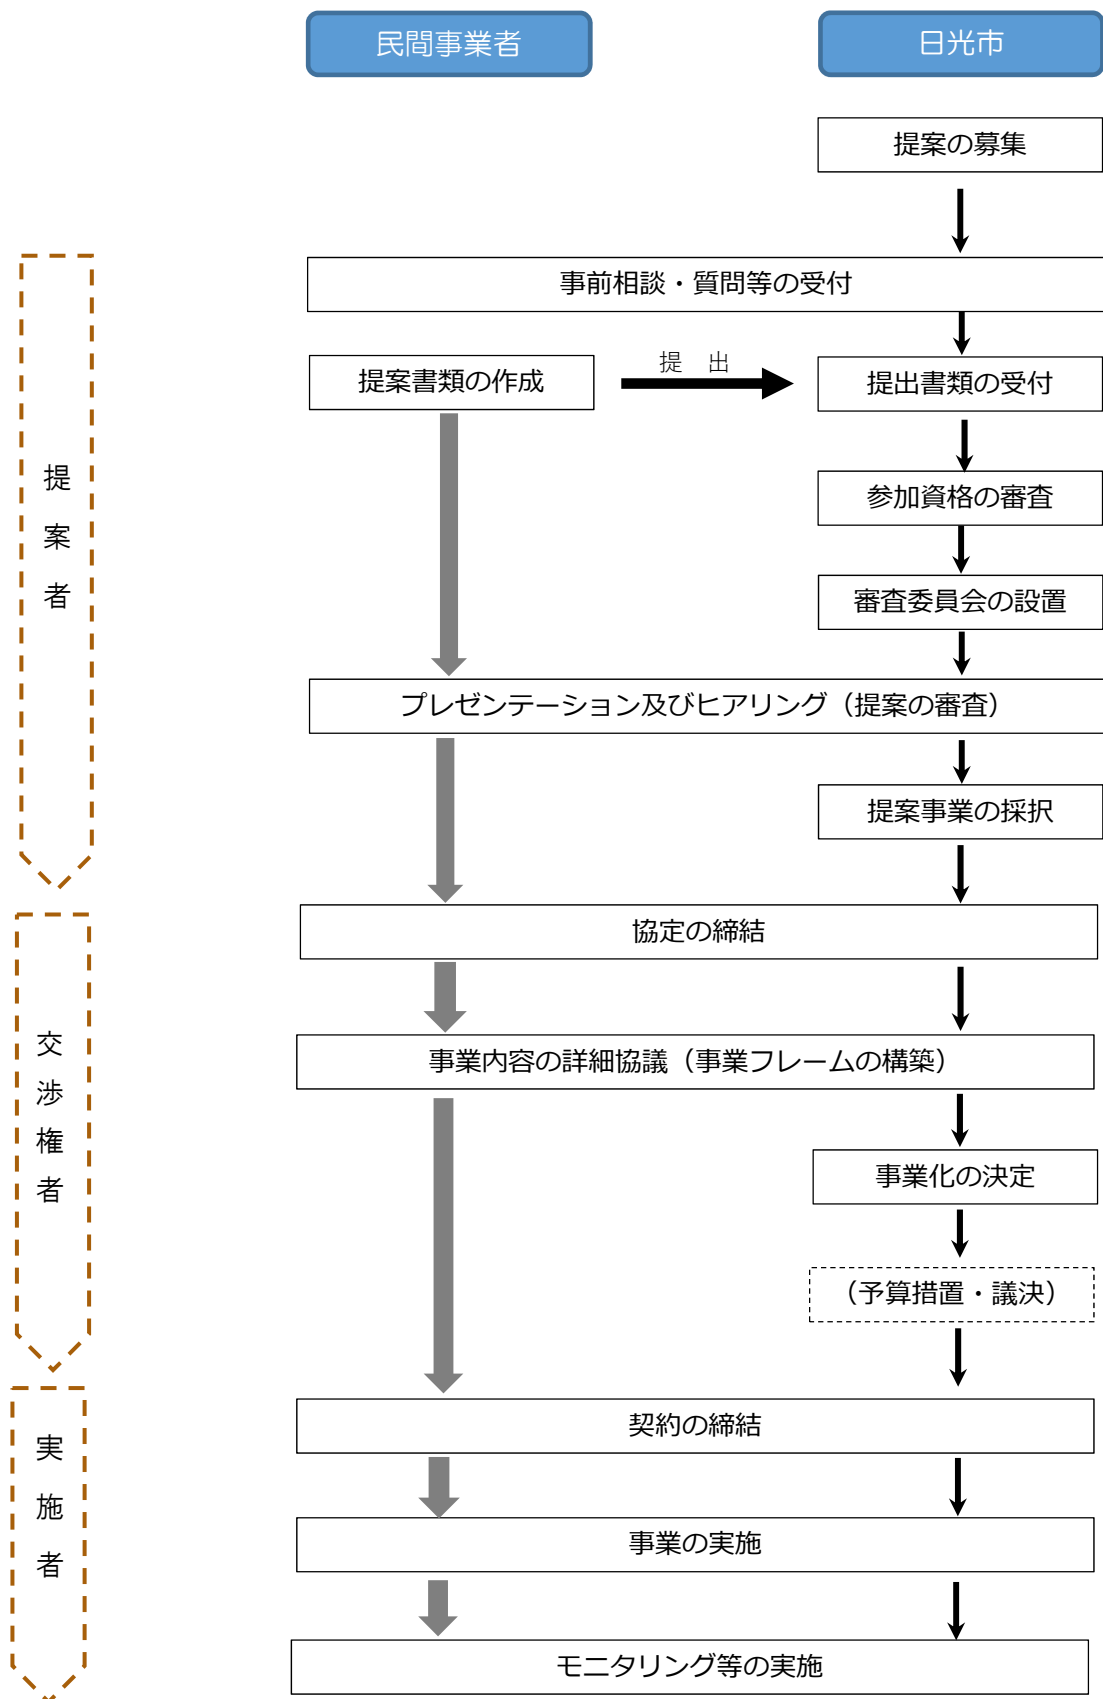 民間事業者
日光市
提案の募集
事前相談・質問等の受付
提案書類の作成
提 出
提出書類の受付
参加資格の審査
審査委員会の設置
プレゼンテーション及びヒアリング（提案の審査）
提案事業の採択
提案者
協定の締結
事業内容の詳細協議（事業フレームの構築）
事業化の決定
（予算措置・議決）
交渉権者
契約の締結
事業の実施
モニタリング等の実施
実施者